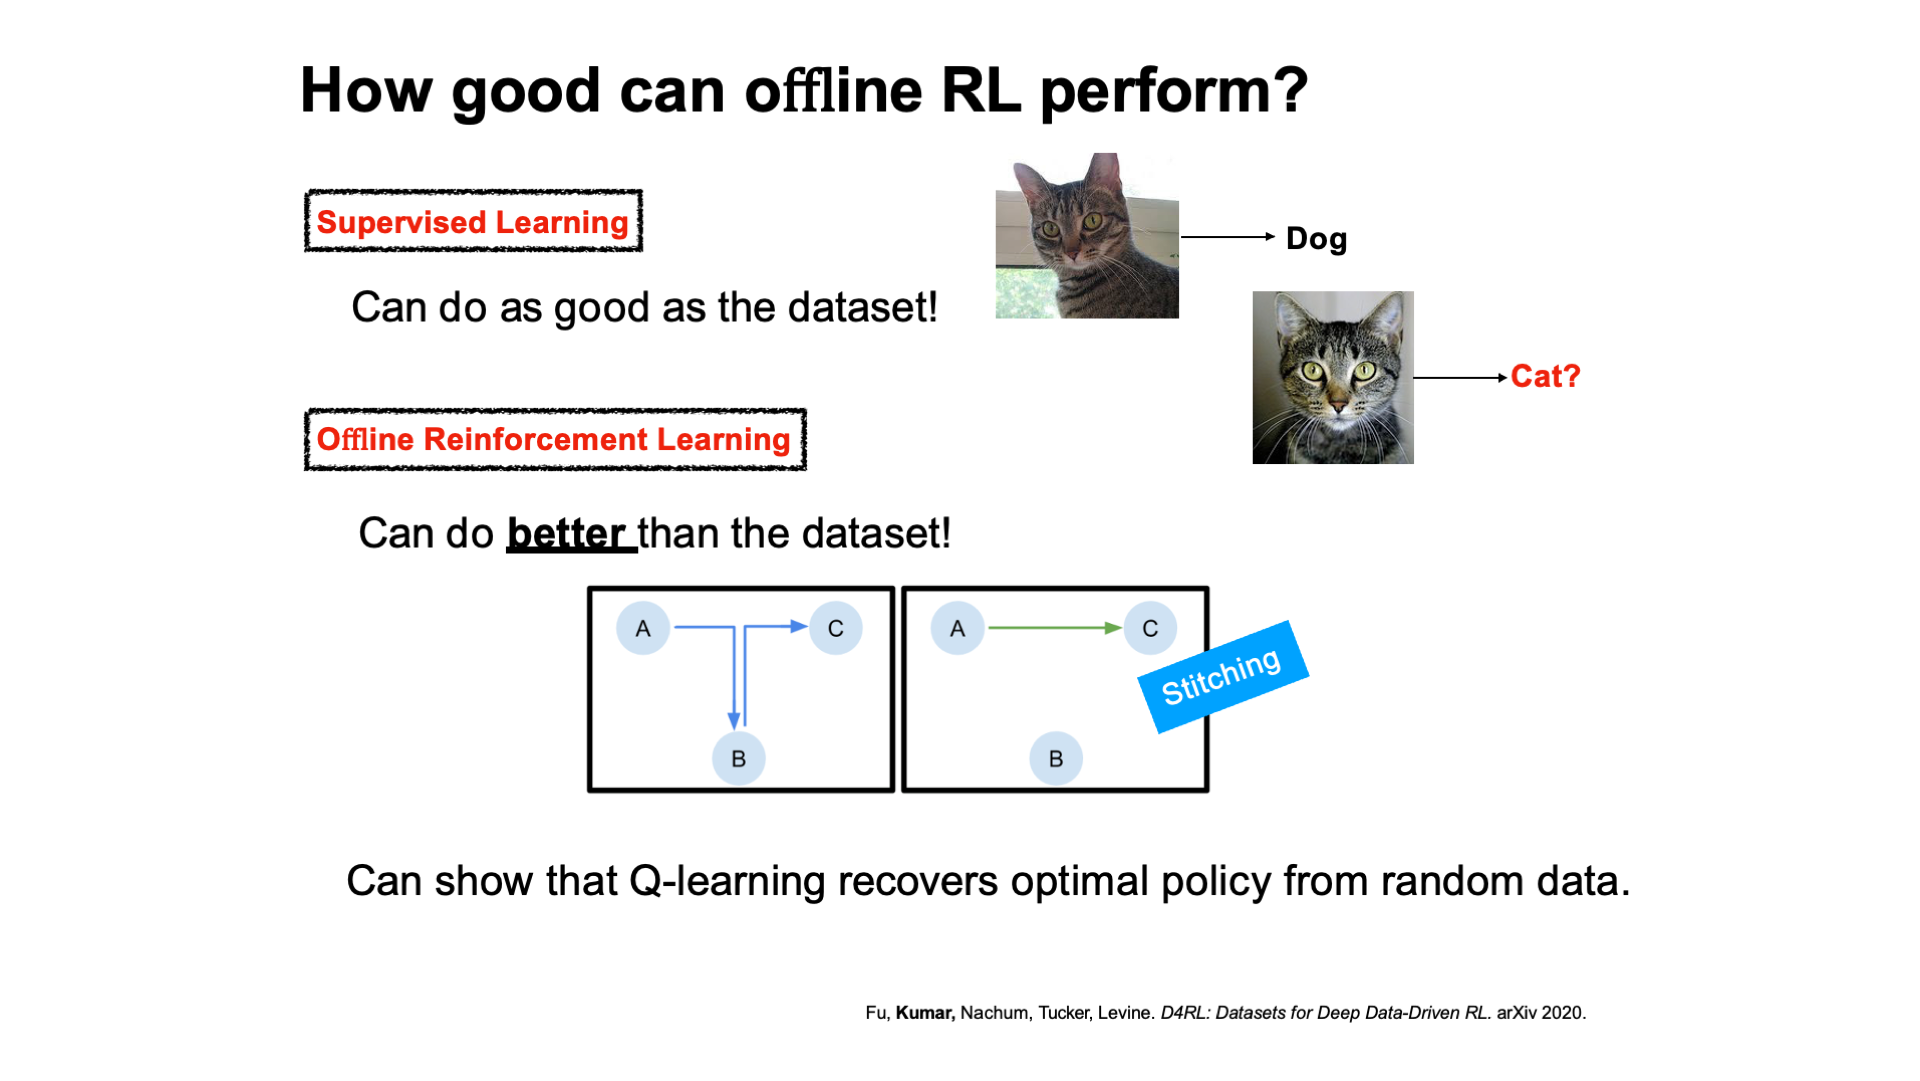 How good can offline RL perform?
Supervised Learning
Dog
Can do as good as the dataset!
Cat?
Offline Reinforcement Learning
Can do better than the dataset!
A
C
B
A
C
B
Stitching
Can show that Q-learning recovers optimal policy from random data.
Fu, Kumar, Nachum, Tucker, Levine. D4RL: Datasets for Deep Data-Driven RL. arXiv 2020.